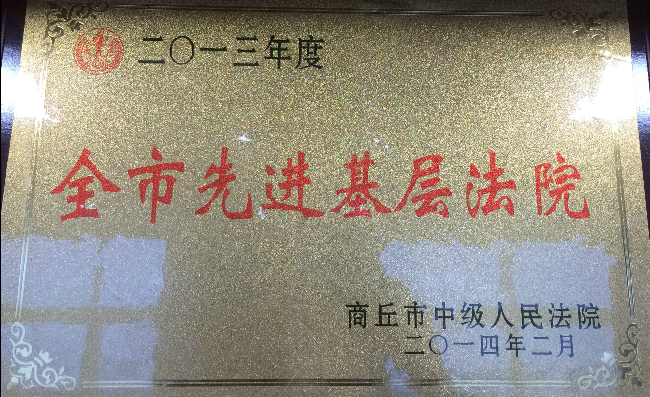 二〇一三年度
全市先进基层法院
商丘市中级人民法院
二〇一四年二月